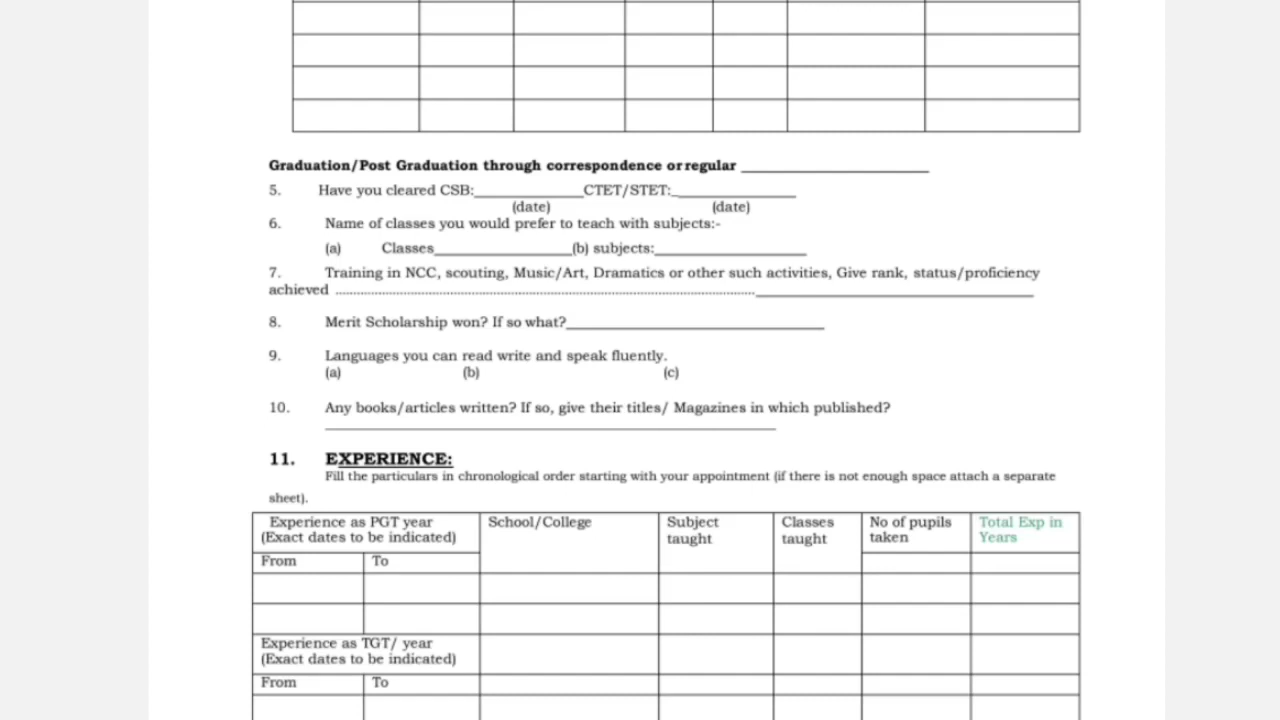 Graduation/Post Graduation through correspondence or regular ____________________
5. Have you cleared CSB:____________CTET/STET:_____________
(date) (date)
6. Name of classes you would prefer to teach with subjects:-
(a) Classes_______________(b) subjects:________________
7. Training in NCC, scouting, Music/Art, Dramatics or other such activities, Give rank, status/proficiency
achieved ............................................................______________________________
8. Merit Scholarship won? If so what?____________________________
9. Languages you can read write and speak fluently.
(a) (b) (c)
10. Any books/articles written? If so, give their titles/ Magazines in which published?
________________________________________________
11. EXPERIENCE:
Fill the particulars in chronological order starting with your appointment (if there is not enough space attach a separate
sheet).
Experience as PGT year School/College Subject Classes No of pupils Total Exp in
(Exact dates to be indicated) taught taught taken Years
From To
Experience as TGT/ year
(Exact dates to be indicated)
From To